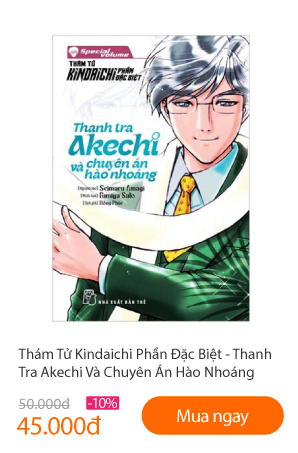 Special volume
THÁM TỬ
KINDAICHI PHẦN
ĐẶC BIỆT
Thanh tra
Akechi
và chuyên án
hào nhoáng
Seimaru Amagi
Fumiya Sato
Hồng Phúc
NHÀ XUẤT BẢN TRẺ
Thám Tử Kindaichi Phần Đặc Biệt - Thanh
Tra Akechi Và Chuyên Án Hào Nhoáng
50.000đ -10%
45.000đ
Mua ngay